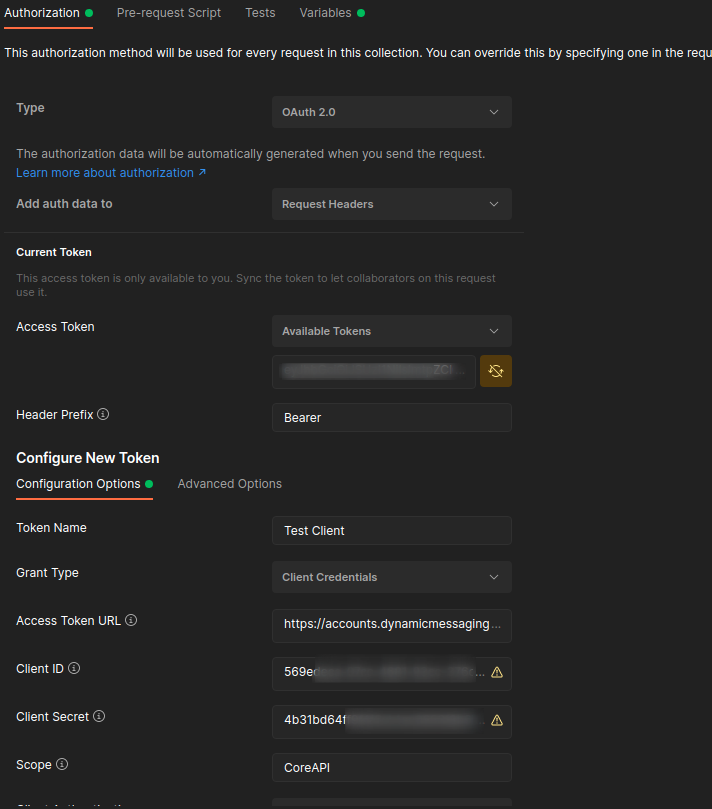 Authorization Pre-request Script Tests Variables
This authorization method will be used for every request in this collection. You can override this by specifying one in the requ
Type OAuth 2.0
The authorization data will be automatically generated when you send the request.
Learn more about authorization ↗
Add auth data to Request Headers
Current Token
This access token is only available to you. Sync the token to let collaborators on this request
use it.
Access Token Available Tokens
Header Prefix Bearer
Configure New Token
Configuration Options Advanced Options
Token Name Test Client
Grant Type Client Credentials
Access Token URL https://accounts.dynamicmessaging...
Client ID 569e
Client Secret 4b31bd64f
Scope CoreAPI